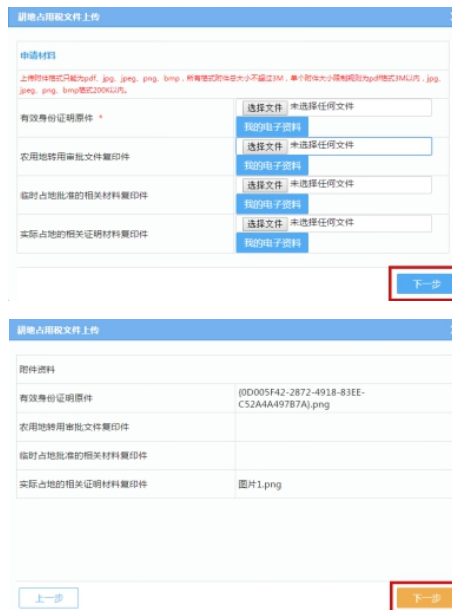 耕地占用税文件上传
申请材料
上传附件格式只能为pdf、jpg、jpeg、png、bmp，所有格式附件总大小不超过3M，单个附件大小限制规则为pdf格式3M以内，jpg、
jpeg、png、bmp格式200K以内。
有效身份证明原件 *
选择文件 未选择任何文件
我的电子资料
农用地转用审批文件复印件
选择文件 未选择任何文件
我的电子资料
临时占地批准的相关材料复印件
选择文件 未选择任何文件
我的电子资料
实际占地的相关证明材料复印件
选择文件 未选择任何文件
我的电子资料
下一步
耕地占用税文件上传
附件资料
有效身份证明原件
{0D005F42-2872-4918-83EE-
C52A4A497B7A}.png
农用地转用审批文件复印件
临时占地批准的相关材料复印件
实际占地的相关证明材料复印件
图片1.png
上一步
下一步